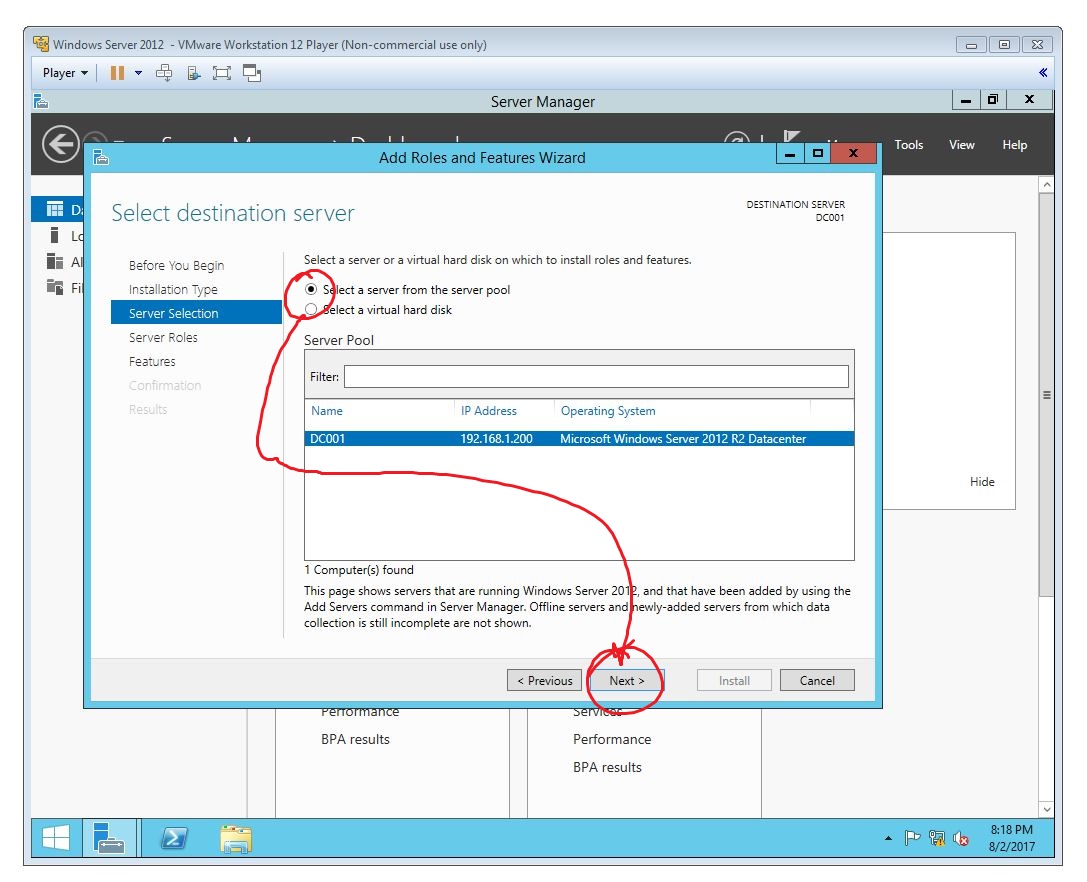 Windows Server 2012 - VMware Workstation 12 Player (Non-commercial use only)
Player
Server Manager
Tools View Help
Add Roles and Features Wizard
Select destination server
DESTINATION SERVER
DC001
Before You Begin
Installation Type
Server Selection
Server Roles
Features
Confirmation
Results
Select a server or a virtual hard disk on which to install roles and features.
Select a server from the server pool
Select a virtual hard disk
Server Pool
Filter:
Name IP Address Operating System
DC001 192.168.1.200 Microsoft Windows Server 2012 R2 Datacenter
1 Computer(s) found
This page shows servers that are running Windows Server 2012, and that have been added by using the
Add Servers command in Server Manager. Offline servers and newly-added servers from which data
collection is still incomplete are not shown.
< Previous Next > Install Cancel
Hide
Performance
BPA results
Services
Performance
BPA results
8:18 PM
8/2/2017